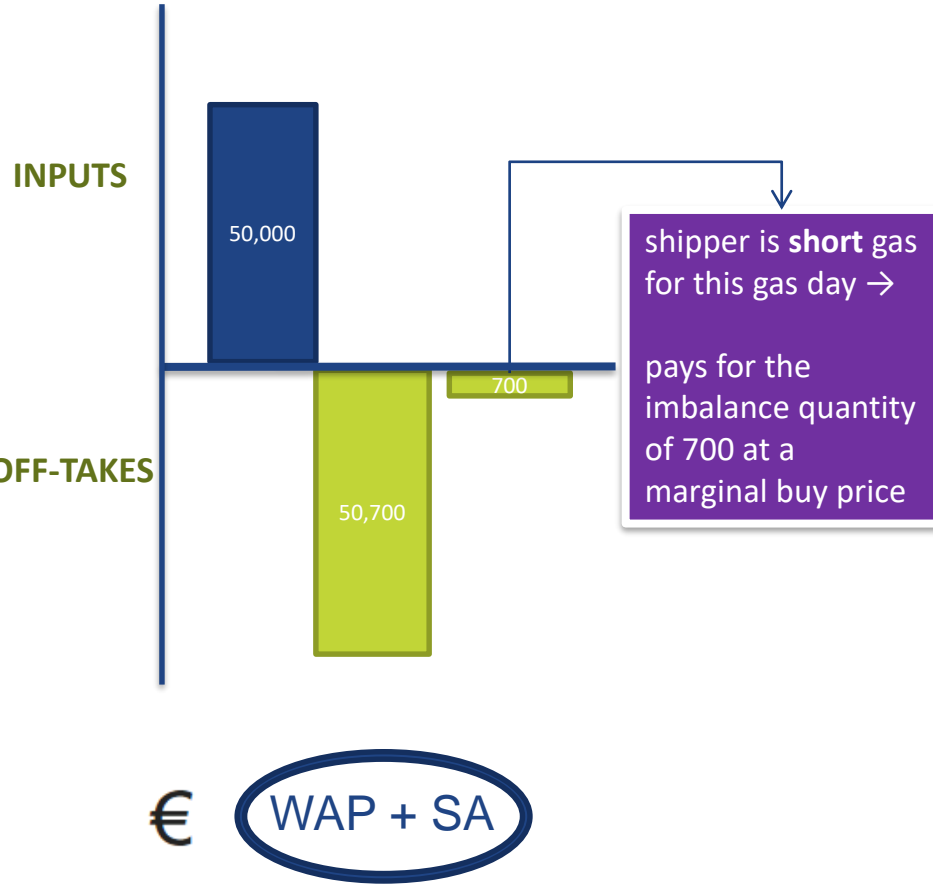 INPUTS
50,000
shipper is short gas
for this gas day →
pays for the
imbalance quantity
of 700 at a
marginal buy price
700
OFF-TAKES
50,700
€ WAP + SA